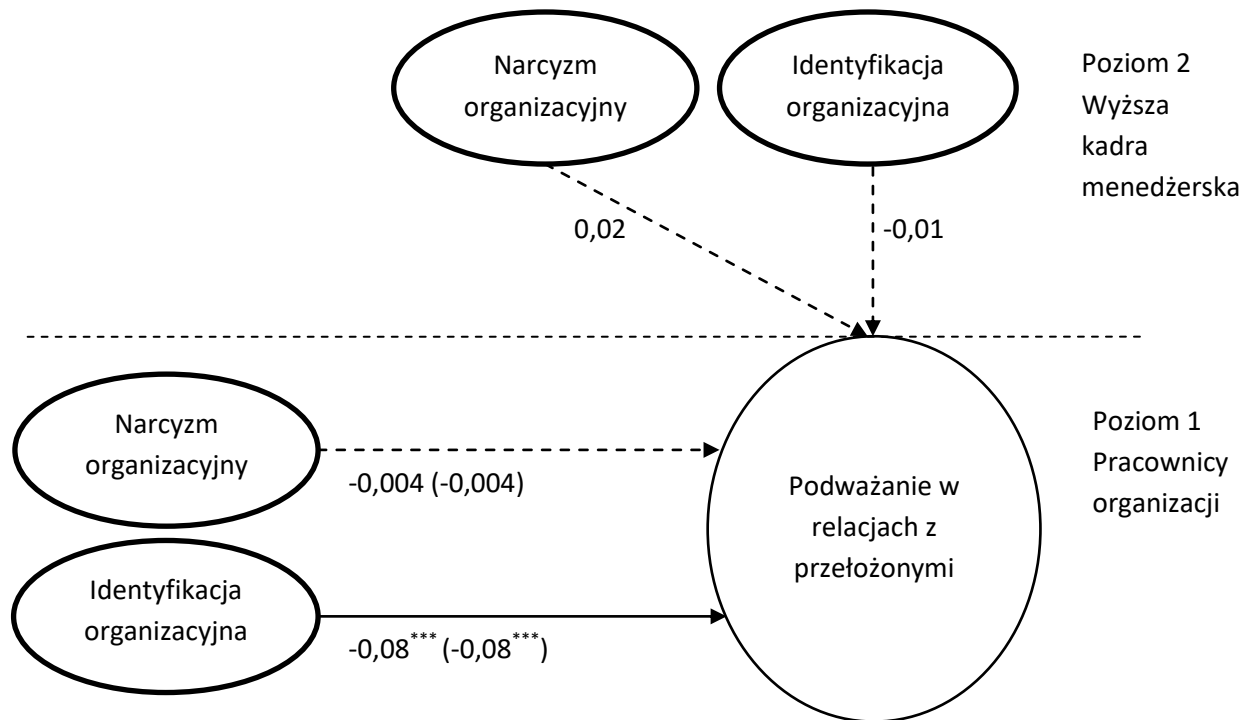 Narcyzm
organizacyjny
Identyfikacja
organizacyjna
Poziom 2
Wyższa
kadra
menedżerska
0,02
-0,01
Narcyzm
organizacyjny
-0,004 (-0,004)
Identyfikacja
organizacyjna
-0,08*** (-0,08***)
Podważanie w
relacjach z
przełożonymi
Poziom 1
Pracownicy
organizacji